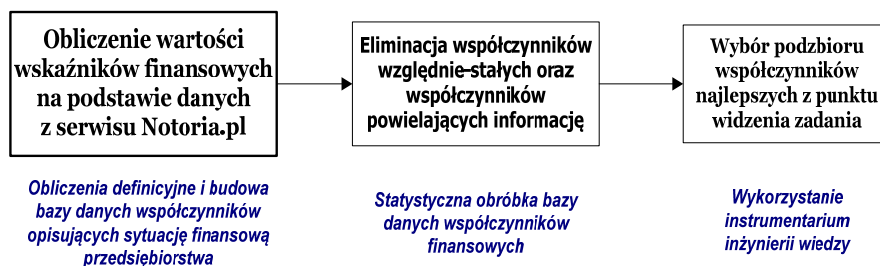 Obliczenie wartości
wskaźników finansowych
na podstawie danych
z serwisu Notoria.pl
Eliminacja współczynników
względnie-stałych oraz
współczynników
powielających informację
Wybór podzbioru
współczynników
najlepszych z punktu
widzenia zadania
Obliczenia definicyjne i budowa
bazy danych współczynników
opisujących sytuację finansową
przedsiębiorstwa
Statystyczna obróbka bazy
danych współczynników
finansowych
Wykorzystanie
instrumentarium
inżynierii wiedzy